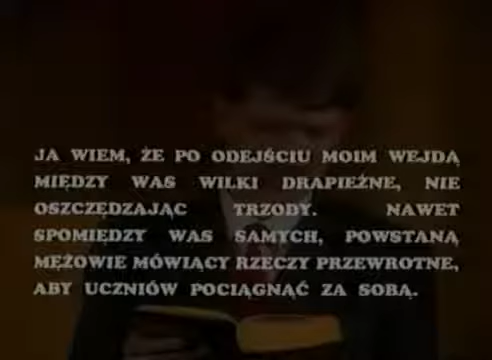 JA WIEM, ŻE PO ODEJŚCIU MOIM WEJDĄ
MIĘDZY WAS WILKI DRAPIEŻNE, NIE
OSZCZĘDZAJĄC TRZODY. NAWET
SPOMIĘDZY WAS SAMYCH, POWSTANĄ
MĘŻOWIE MÓWIĄCY RZECZY PRZEWROTNE,
ABY UCZNIÓW POCIĄGNĄĆ ZA SOBĄ.